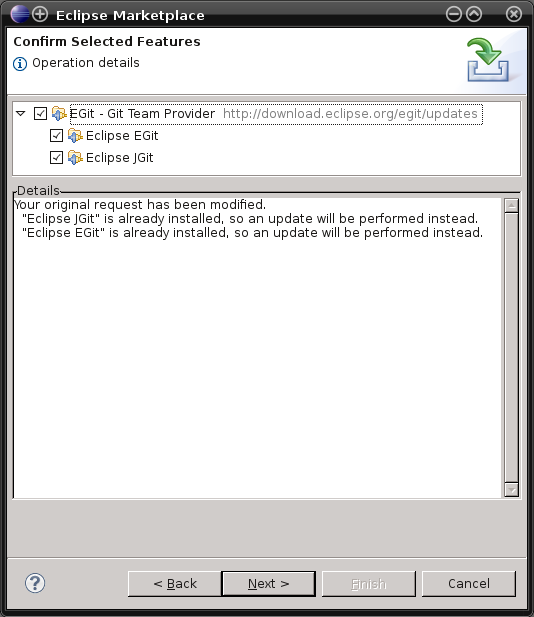 Eclipse Marketplace
Confirm Selected Features
Operation details
EGit - Git Team Provider http://download.eclipse.org/egit/updates
Eclipse EGit
Eclipse JGit
Details
Your original request has been modified.
"Eclipse JGit" is already installed, so an update will be performed instead.
"Eclipse EGit" is already installed, so an update will be performed instead.
< Back Next > Finish Cancel